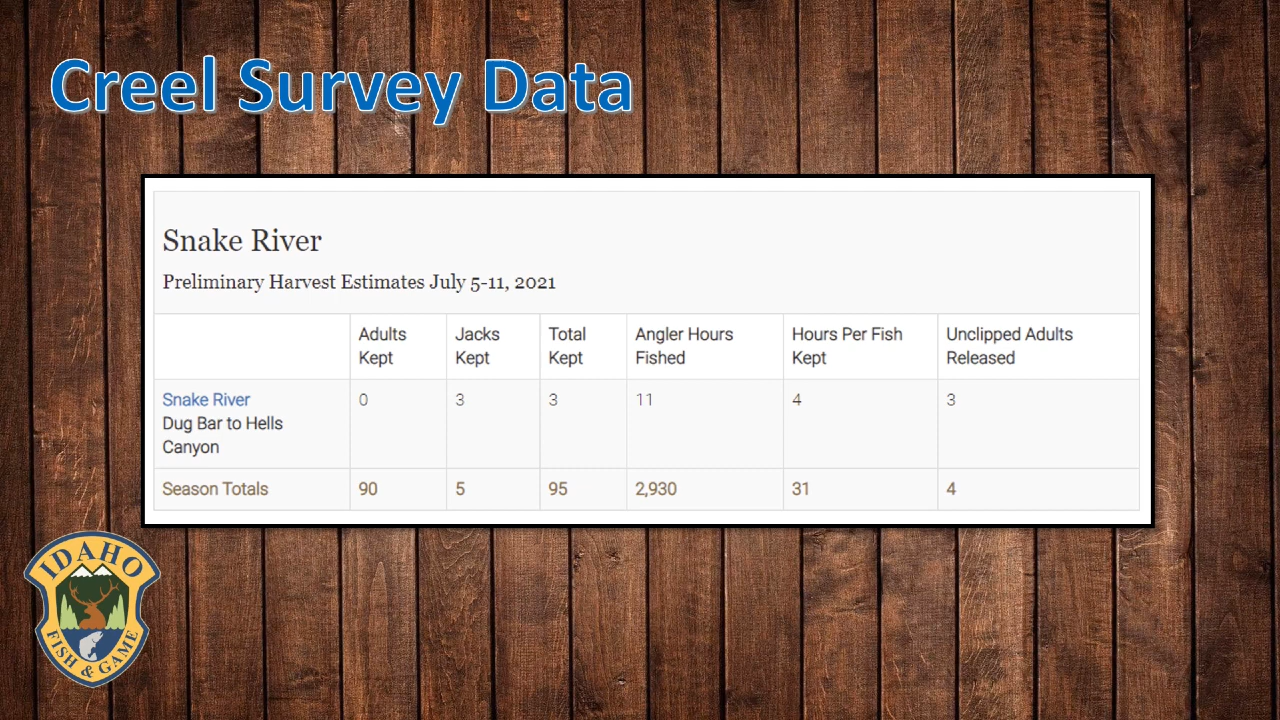 Creel Survey Data
Snake River
Preliminary Harvest Estimates July 5-11, 2021
Adults Kept
Jacks Kept
Total Kept
Angler Hours Fished
Hours Per Fish Kept
Unclipped Adults Released
Snake River
Dug Bar to Hells
Canyon
0
3
3
11
4
3
Season Totals
90
5
95
2,930
31
4
IDAHO
FISH & GAME